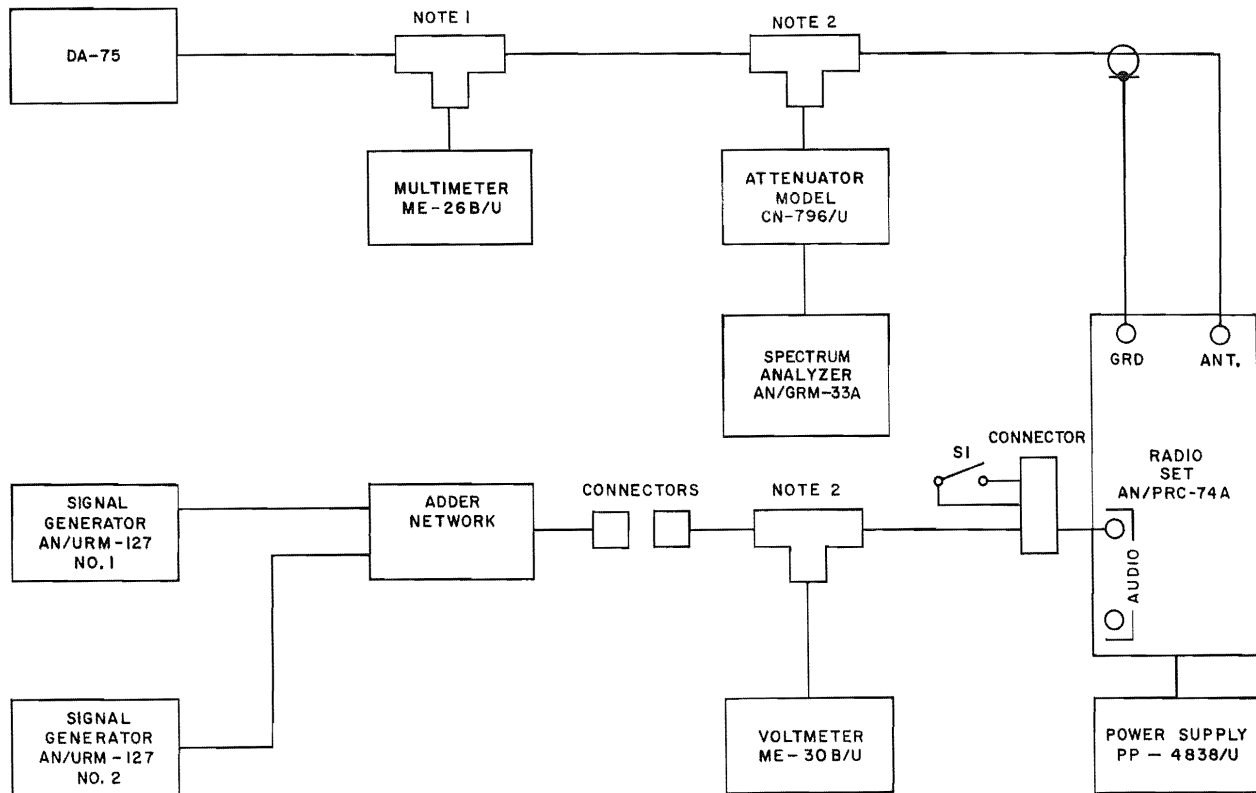 DA-75
NOTE 1
NOTE 2
MULTIMETER
ME-26B/U
ATTENUATOR
MODEL
CN-796/U
SPECTRUM
ANALYZER
AN/GRM-33A
GRD
ANT.
SIGNAL
GENERATOR
AN/URM-127
NO. 1
ADDER
NETWORK
CONNECTORS
NOTE 2
S1
CONNECTOR
RADIO
SET
AN/PRC-74A
AUDIO
SIGNAL
GENERATOR
AN/URM-127
NO. 2
VOLTMETER
ME-30B/U
POWER SUPPLY
PP-4838/U